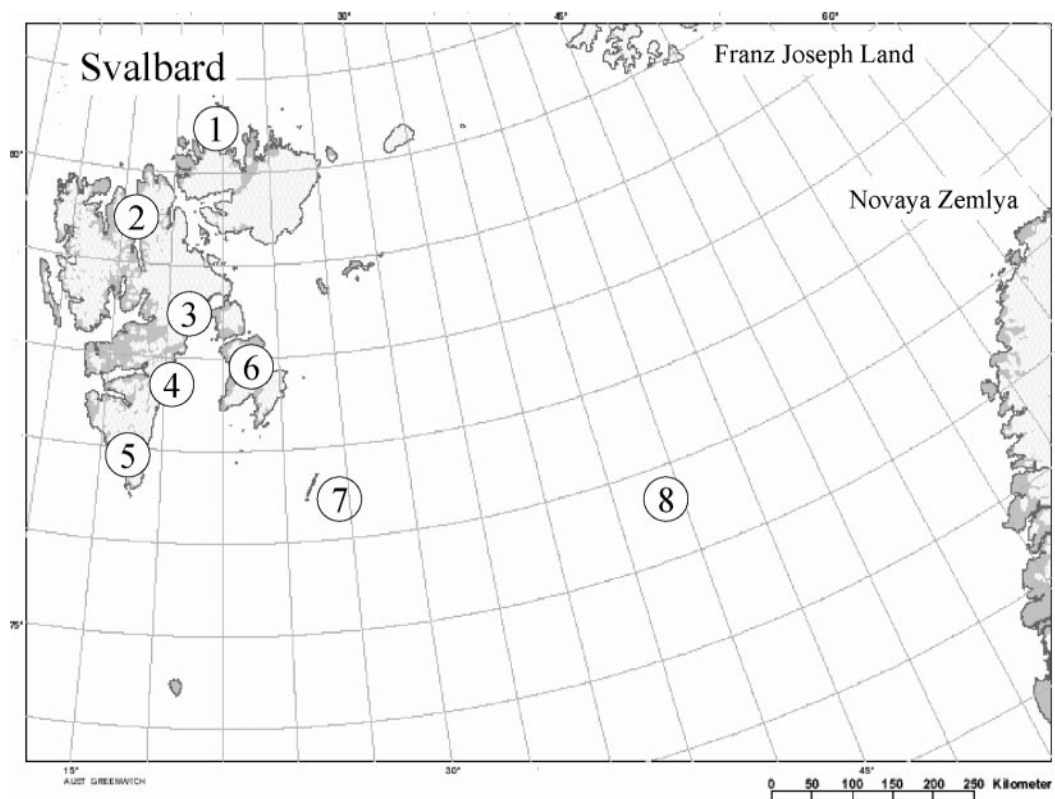 30° 45° 60°
Svalbard
Franz Joseph Land
1
80°
Novaya Zemlya
2
3
6
4
5
7 8
75°
15° 30° 45°
AUST GREENWICH
0 50 100 150 200 250 Kilometer